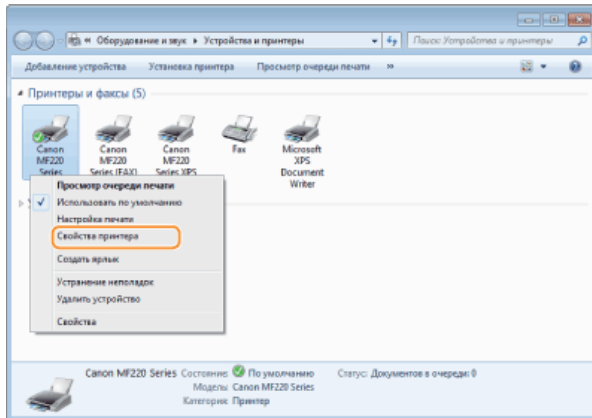 « Оборудование и звук ▸ Устройства и принтеры
Поиск: Устройства и принтеры
Добавление устройства Установка принтера Просмотр очереди печати »
Принтеры и факсы (5)
Canon MF220 Series
Canon MF220 Series (FAX)
Canon MF220 Series XPS
Fax
Microsoft XPS Document Writer
Просмотр очереди печати
Использовать по умолчанию
Настройка печати
Свойства принтера
Создать ярлык
Устранение неполадок
Удалить устройство
Свойства
Canon MF220 Series Состояние: По умолчанию Статус: Документов в очереди: 0
Модель: Canon MF220 Series
Категория: Принтер